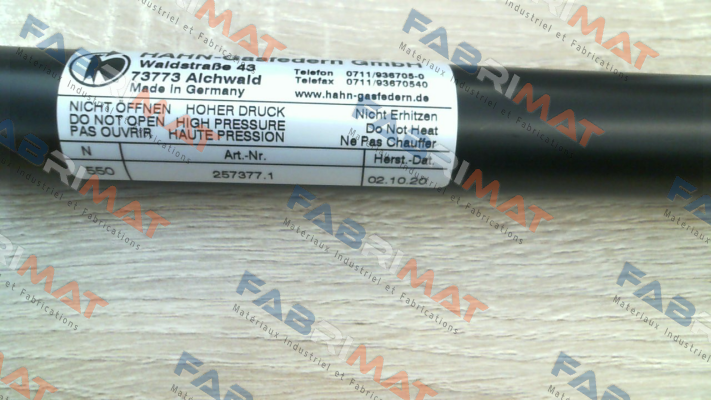 HAHN-Gasfedern GmbH
Waldstraße 43
73773 Aichwald
Made in Germany
Telefon 0711/936705-0
Telefax 0711/93670540
www.hahn-gasfedern.de
NICHT ÖFFNEN HOHER DRUCK
DO NOT OPEN HIGH PRESSURE
PAS OUVRIR HAUTE PRESSION
Nicht Erhitzen
Do Not Heat
Ne Pas Chauffer
N Art.-Nr. Herst.-Dat.
550 257377.1 02.10.20
FABRIMAT
Materiaux Industriel et Fabrications